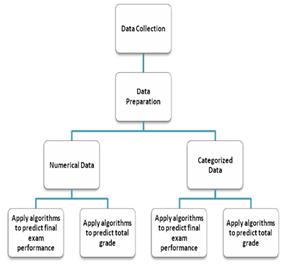 Data Collection
Data
Preparation
Numerical Data
Categorized
Data
Apply algorithms
to predict final
exam
performance
Apply algorithms
to predict total
grade
Apply algorithms
to predict final
exam
performance
Apply algorithms
to predict total
grade